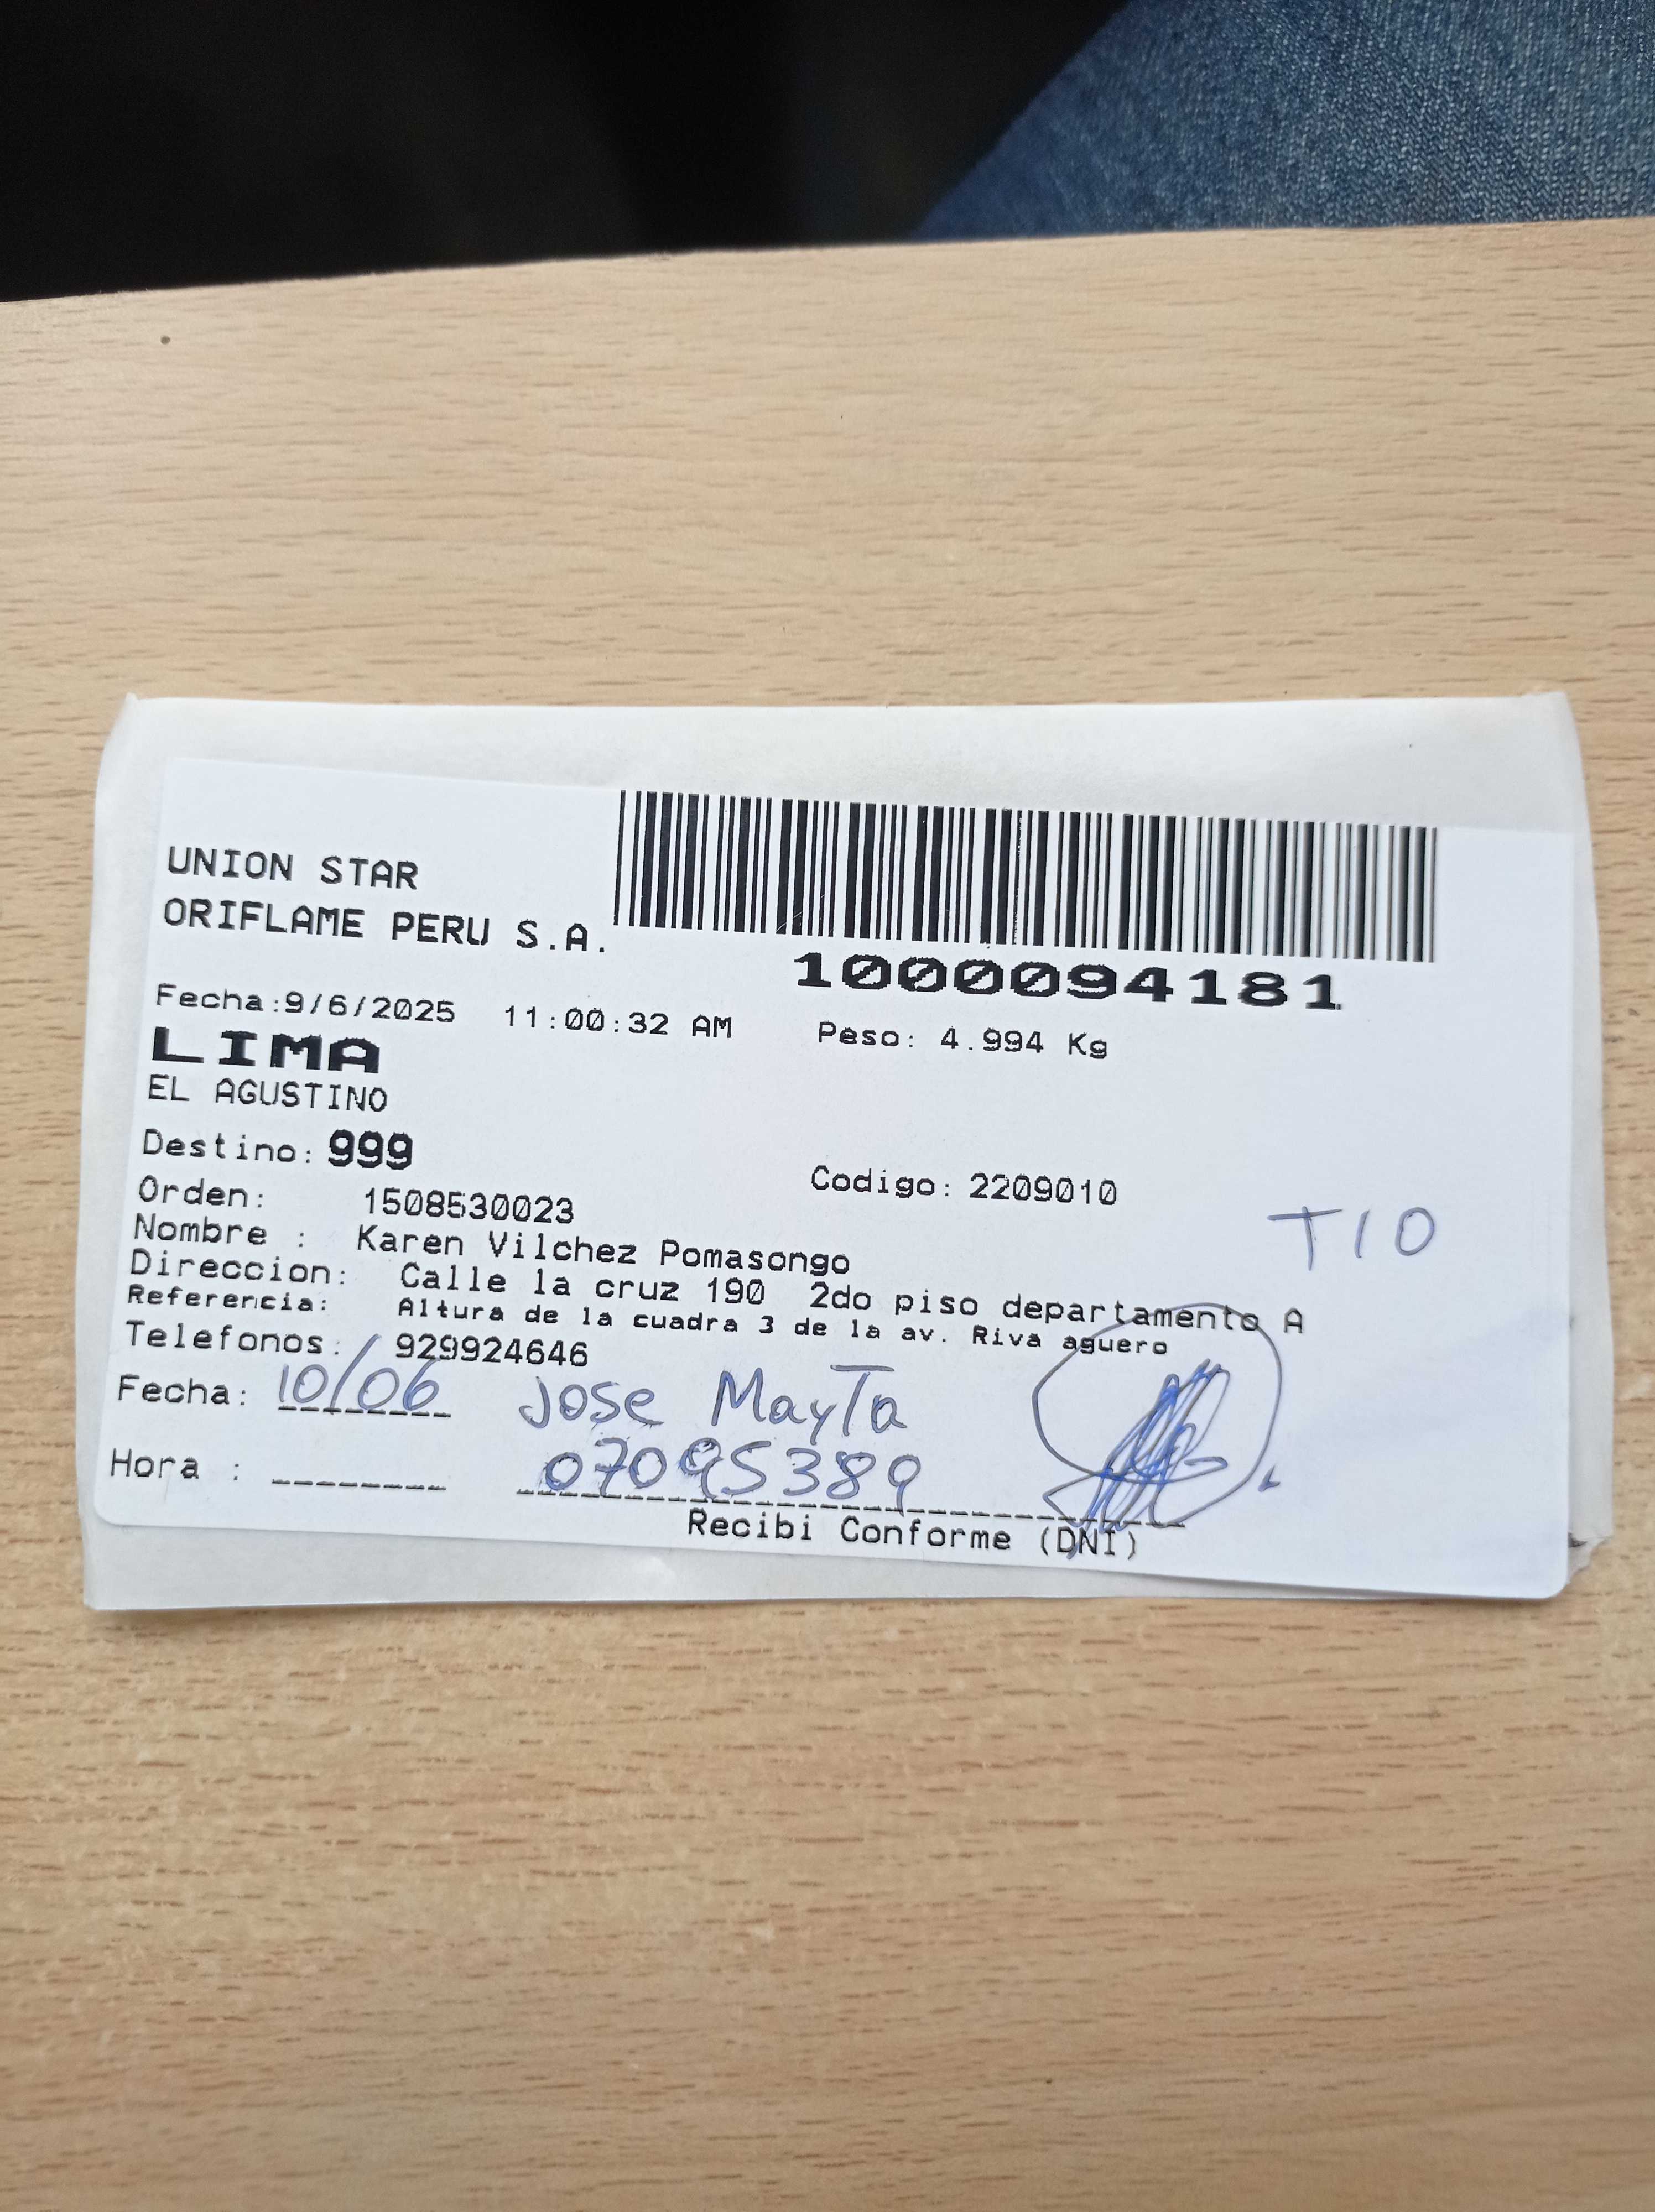 UNION STAR
ORIFLAME PERU S.A.
1000094181
Fecha:9/6/2025 11:00:32 AM Peso: 4.994 Kg
LIMA
EL AGUSTINO
Destino: 999
Codigo: 2209010
Orden: 1508530023
TIO
Nombre : Karen Vilchez Pomasongo
Direccion: Calle la cruz 190 2do piso departamento A
Referencia: Altura de la cuadra 3 de la av. Riva aguero
Telefonos: 929924646
Fecha: 10/06 Jose MayTa
Hora : 07095389
Recibi Conforme (DNI)